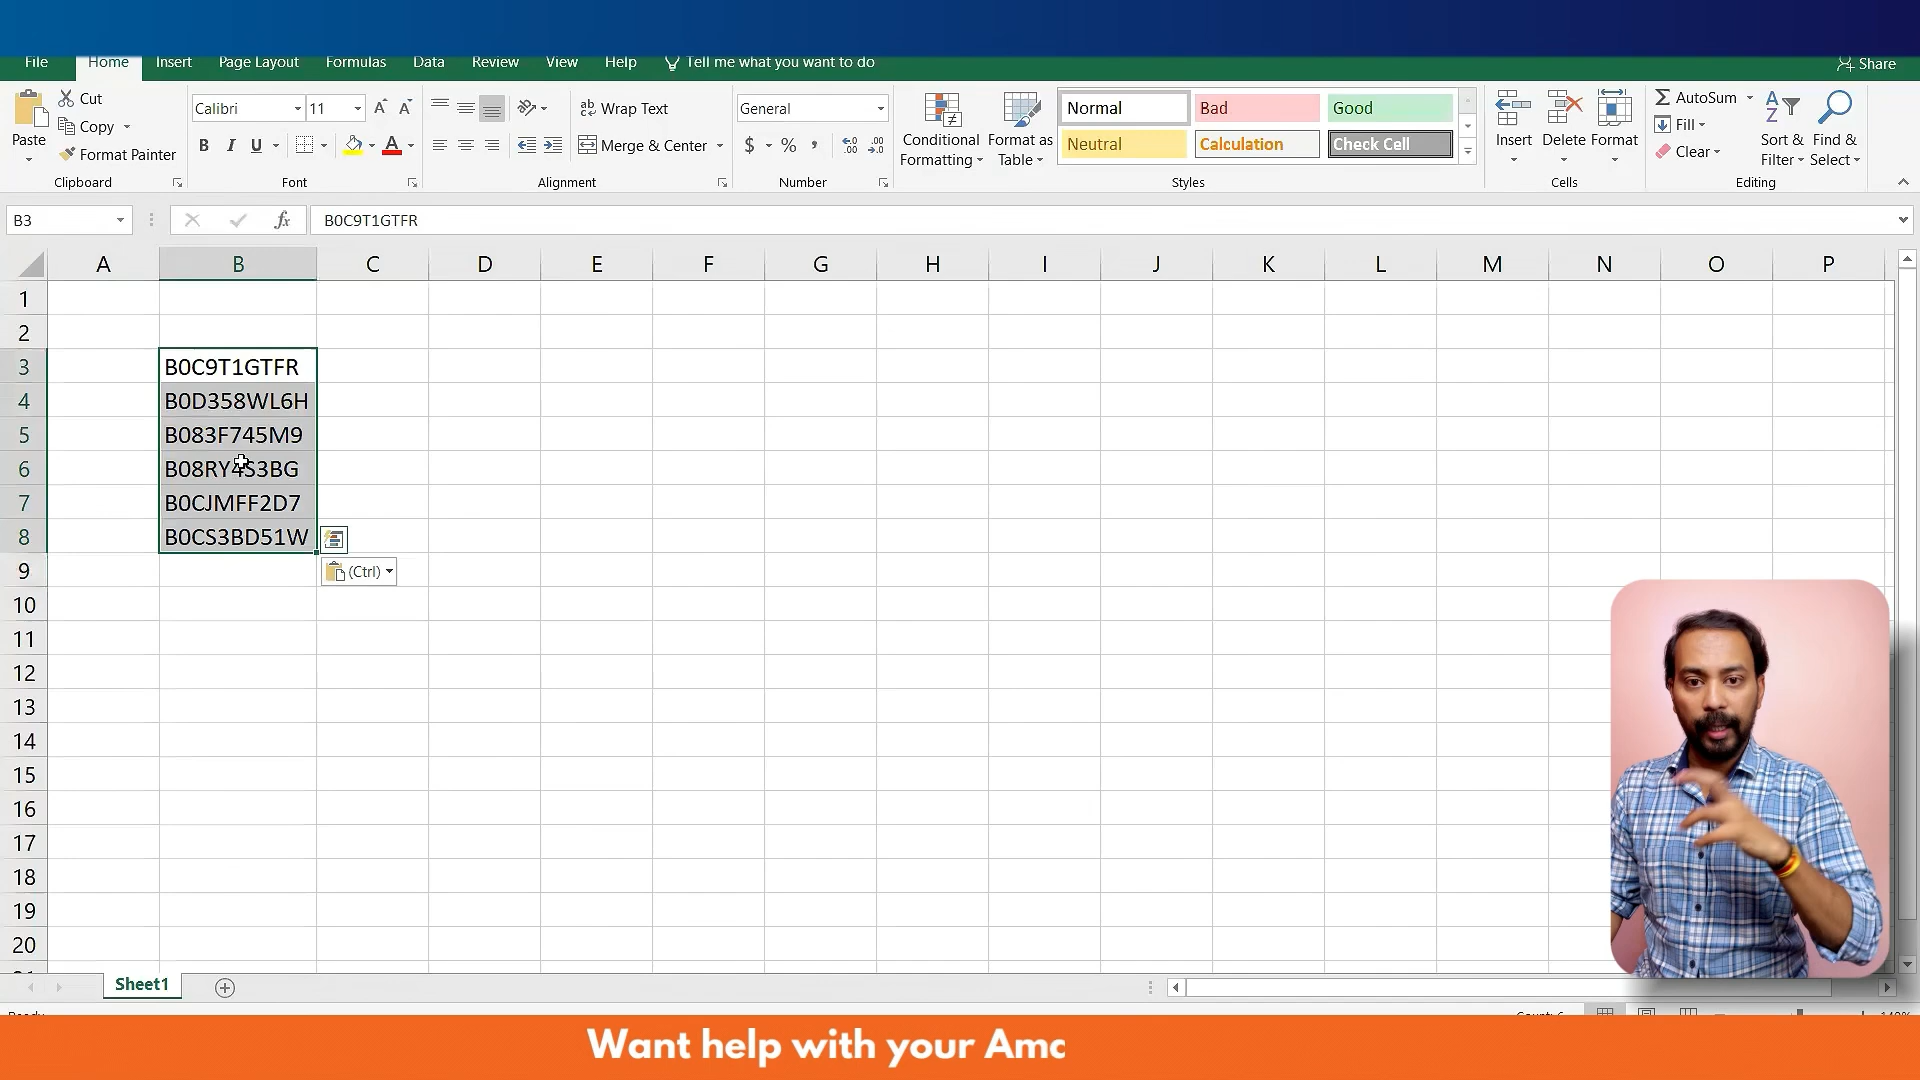 File Home Insert Page Layout Formulas Data Review View Help Tell me what you want to do Share
Paste Cut Copy Format Painter Clipboard
Calibri 11 A A B I U A Font
ab Wrap Text Merge & Center Alignment
General $ % , Number
Conditional Formatting Format as Table
Normal Bad Good
Neutral Calculation Check Cell
Styles
Insert Delete Format Cells
AutoSum Fill Clear Sort & Filter Find & Select Editing
B3 fx B0C9T1GTFR
A B C D E F G H I J K L M N O P
1
2
3 B0C9T1GTFR
4 B0D358WL6H
5 B083F745M9
6 B08RY4S3BG
7 B0CJMFF2D7
8 B0CS3BD51W
9 (Ctrl)
10
11
12
13
14
15
16
17
18
19
20
Sheet1
Want help with your Ama